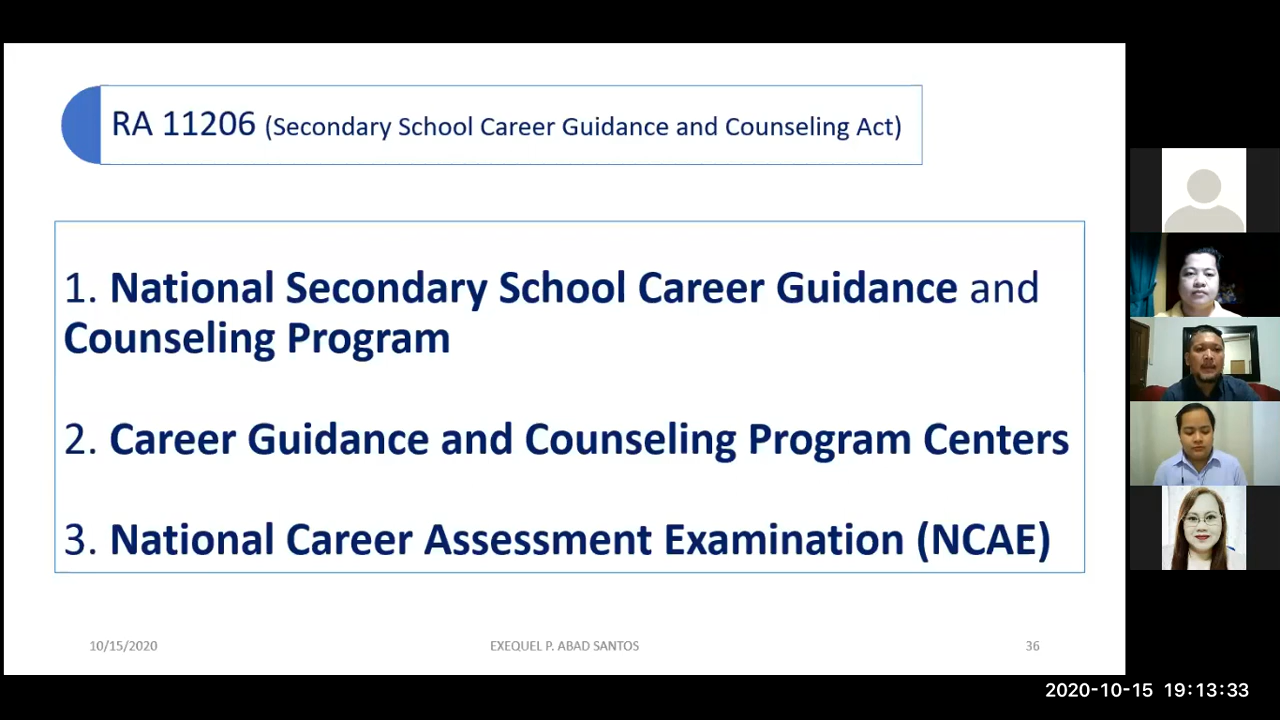 RA 11206 (Secondary School Career Guidance and Counseling Act)
1. National Secondary School Career Guidance and
Counseling Program
2. Career Guidance and Counseling Program Centers
3. National Career Assessment Examination (NCAE)
10/15/2020
EXEQUEL P. ABAD SANTOS
36
2020-10-15 19:13:33